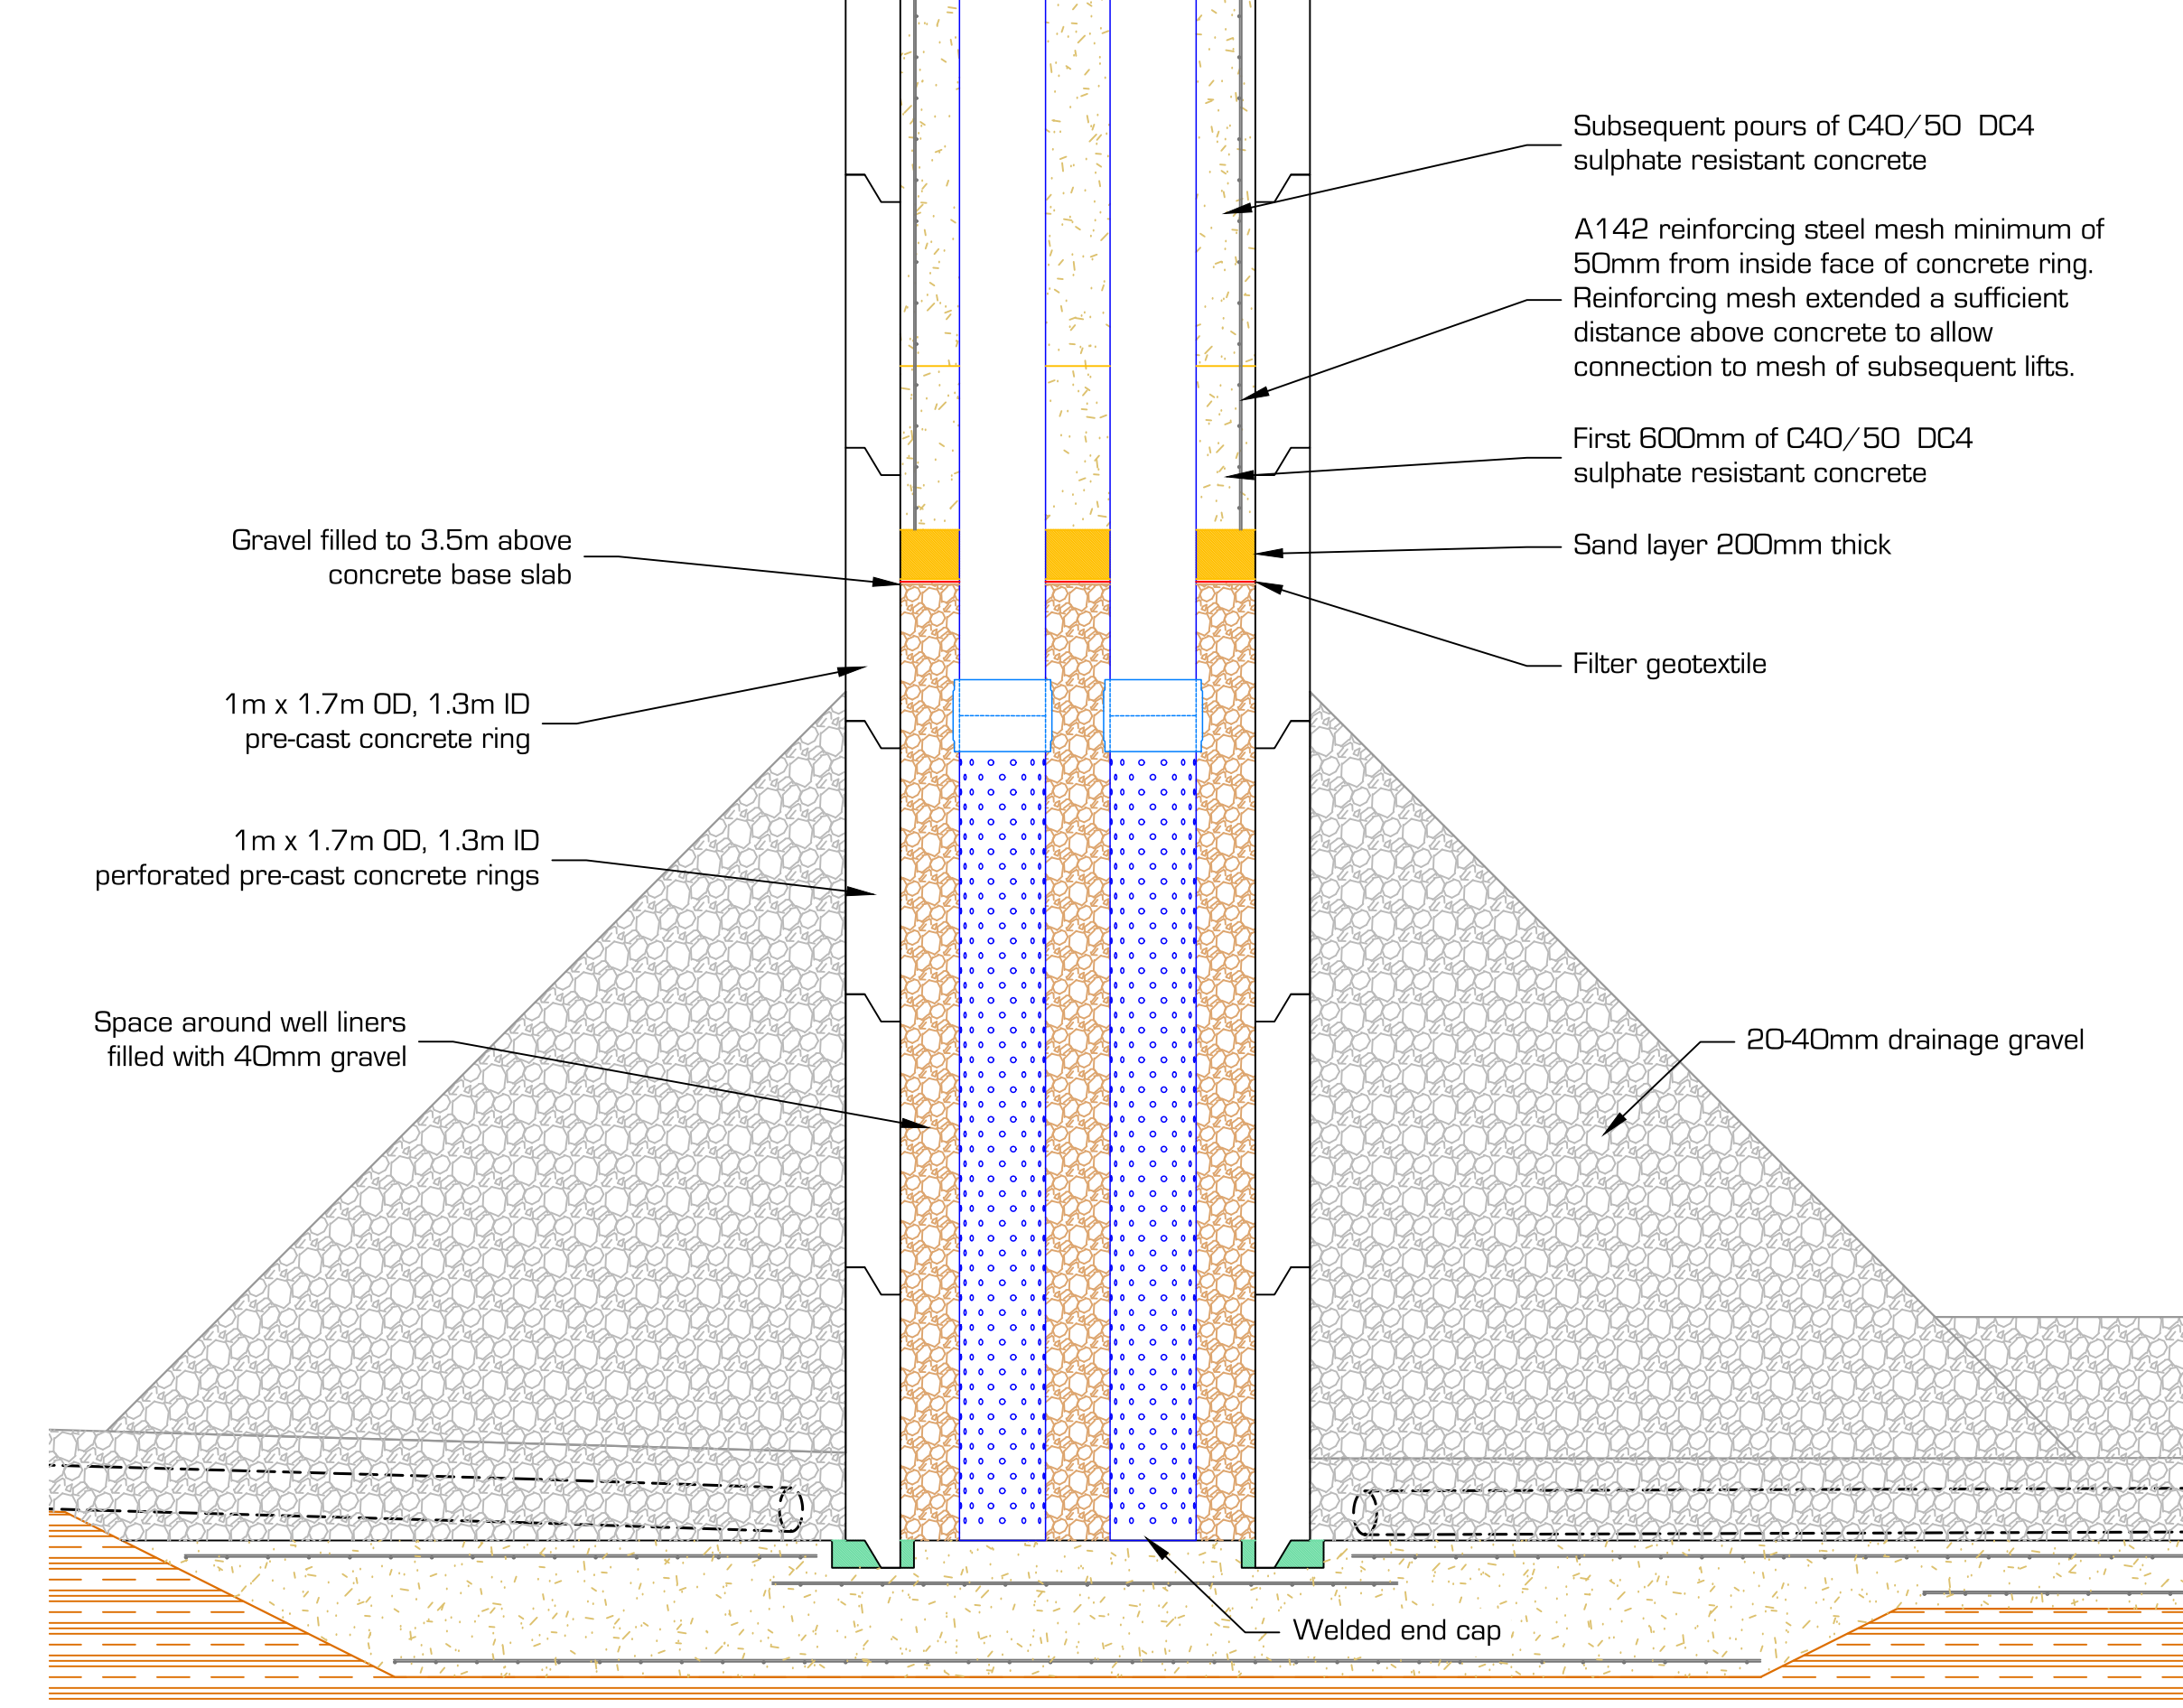 Subsequent pours of C40/50 DC4
sulphate resistant concrete
A142 reinforcing steel mesh minimum of
50mm from inside face of concrete ring.
Reinforcing mesh extended a sufficient
distance above concrete to allow
connection to mesh of subsequent lifts.
First 600mm of C40/50 DC4
sulphate resistant concrete
Gravel filled to 3.5m above
concrete base slab
Sand layer 200mm thick
Filter geotextile
1m x 1.7m OD, 1.3m ID
pre-cast concrete ring
1m x 1.7m OD, 1.3m ID
perforated pre-cast concrete rings
Space around well liners
filled with 40mm gravel
20-40mm drainage gravel
Welded end cap